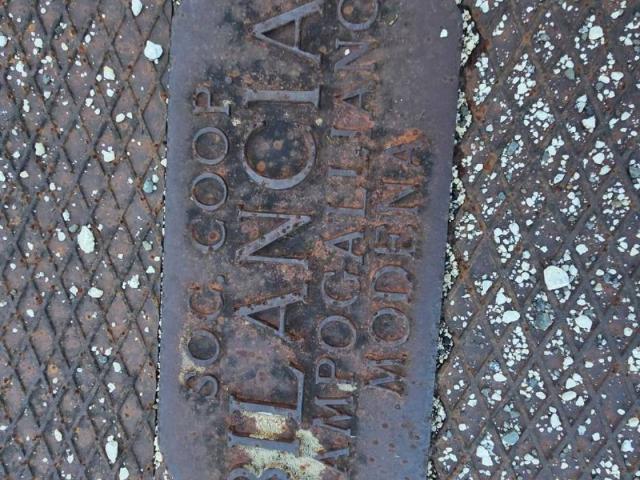 SOC. COOP
BILANCIA
AMPOGALLIANO
MODENA